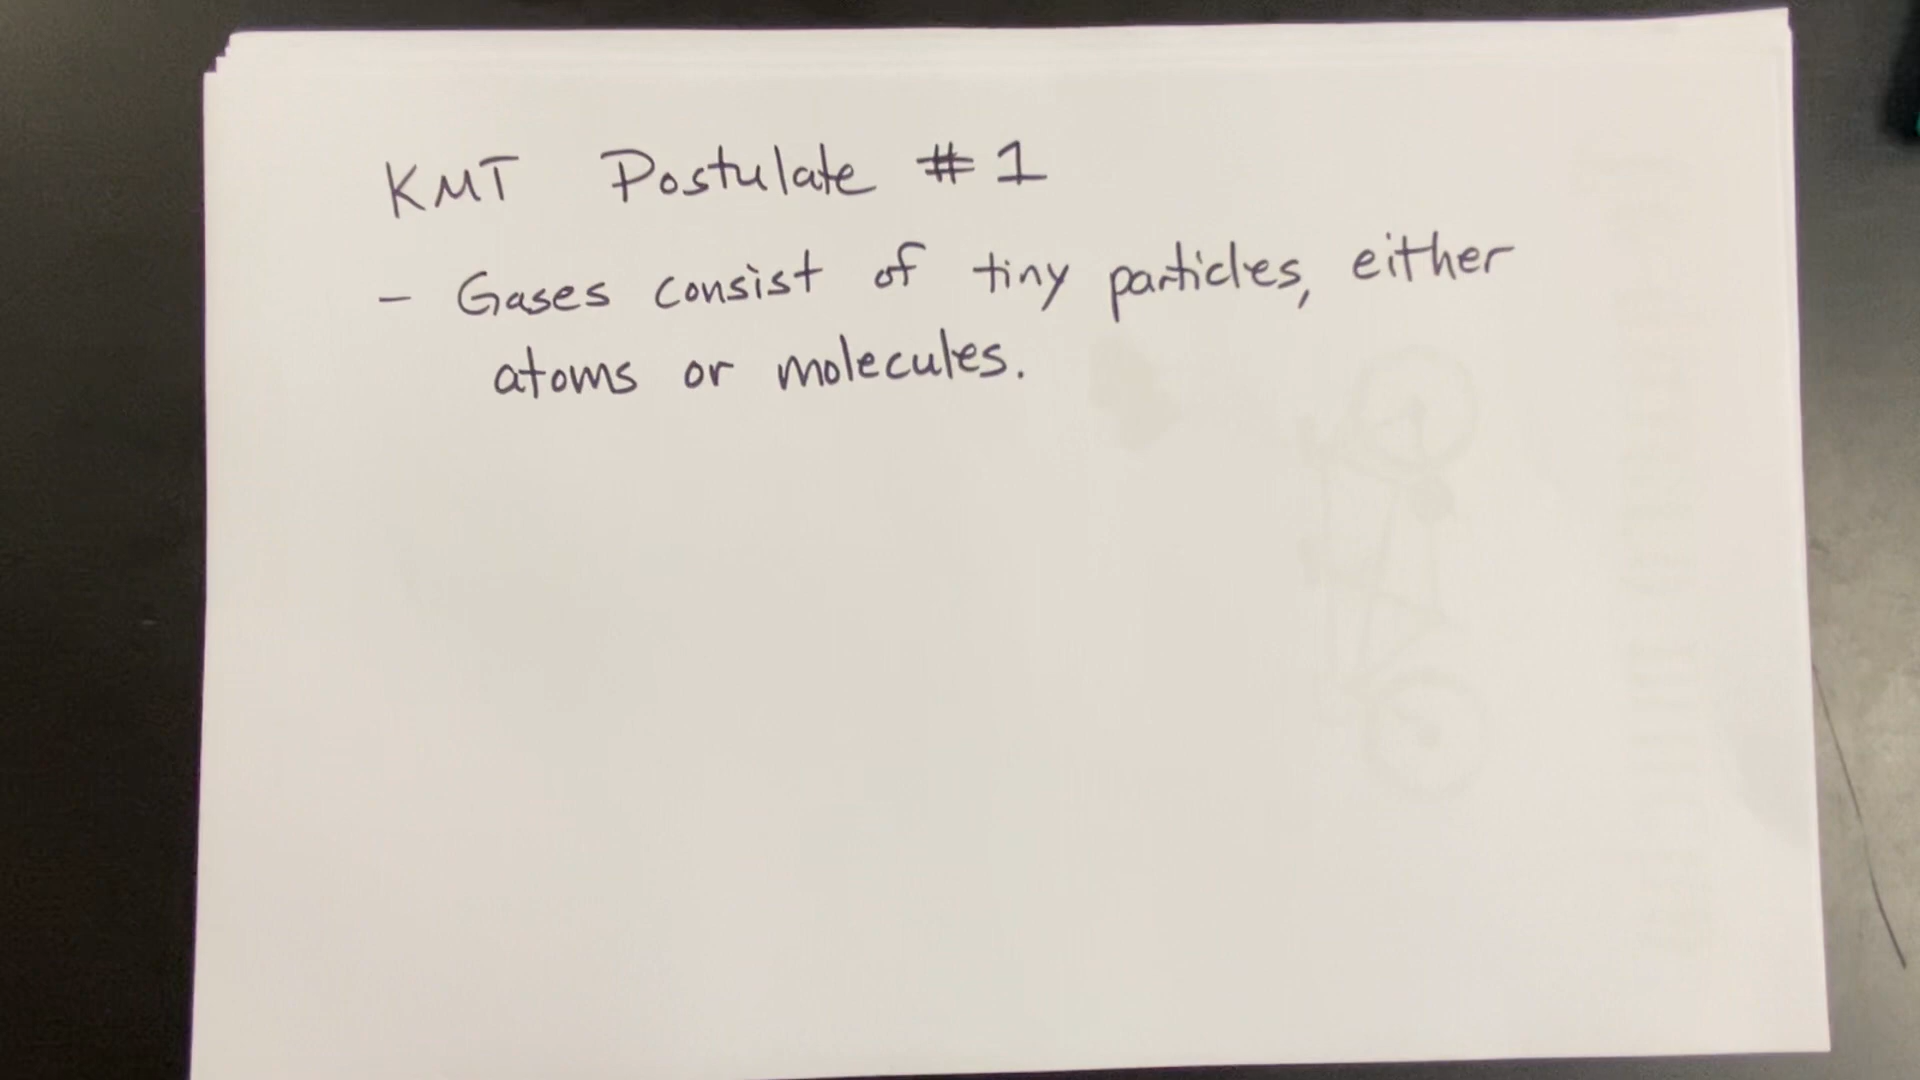 KMT Postulate #1
- Gases consist of tiny particles, either
atoms or molecules.